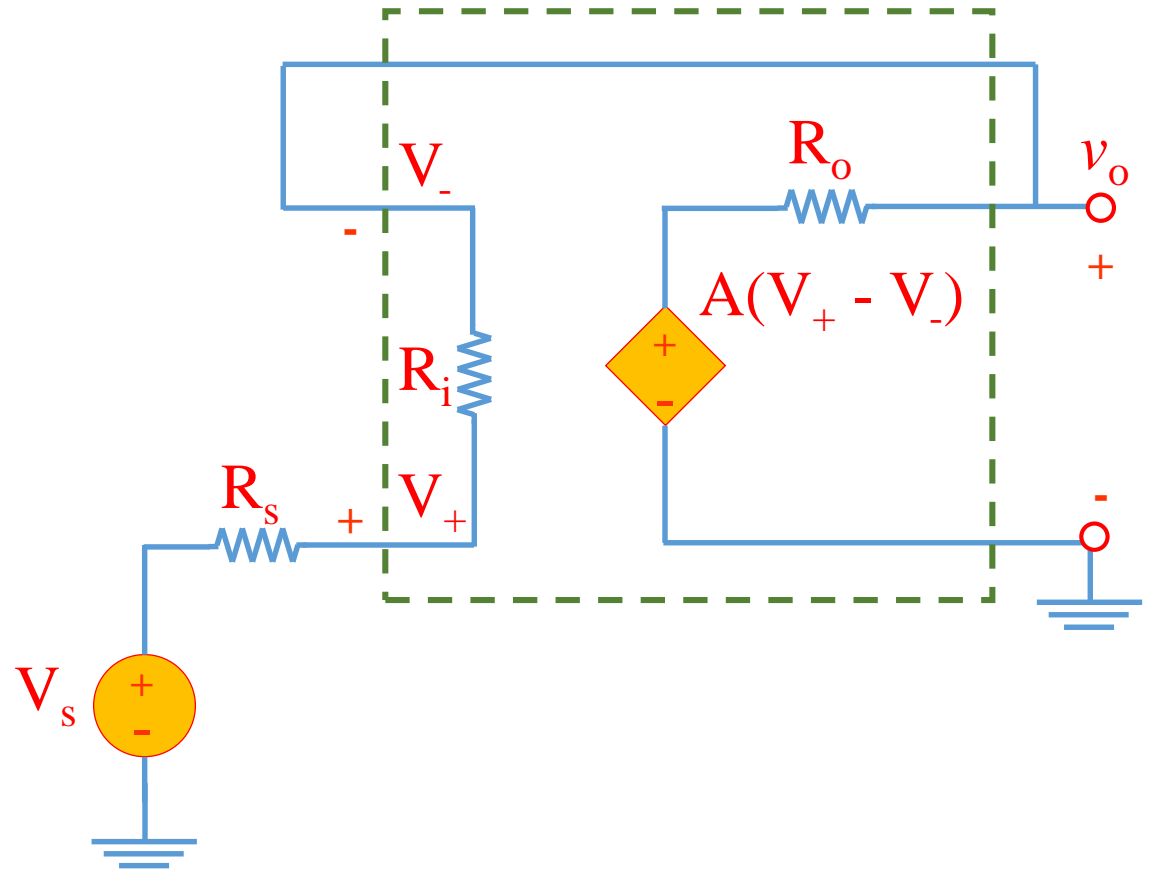 V-
-
Ro
vo
+
A(V+ - V-)
+
-
Ri
V+
+
Rs
-
Vs
+
-